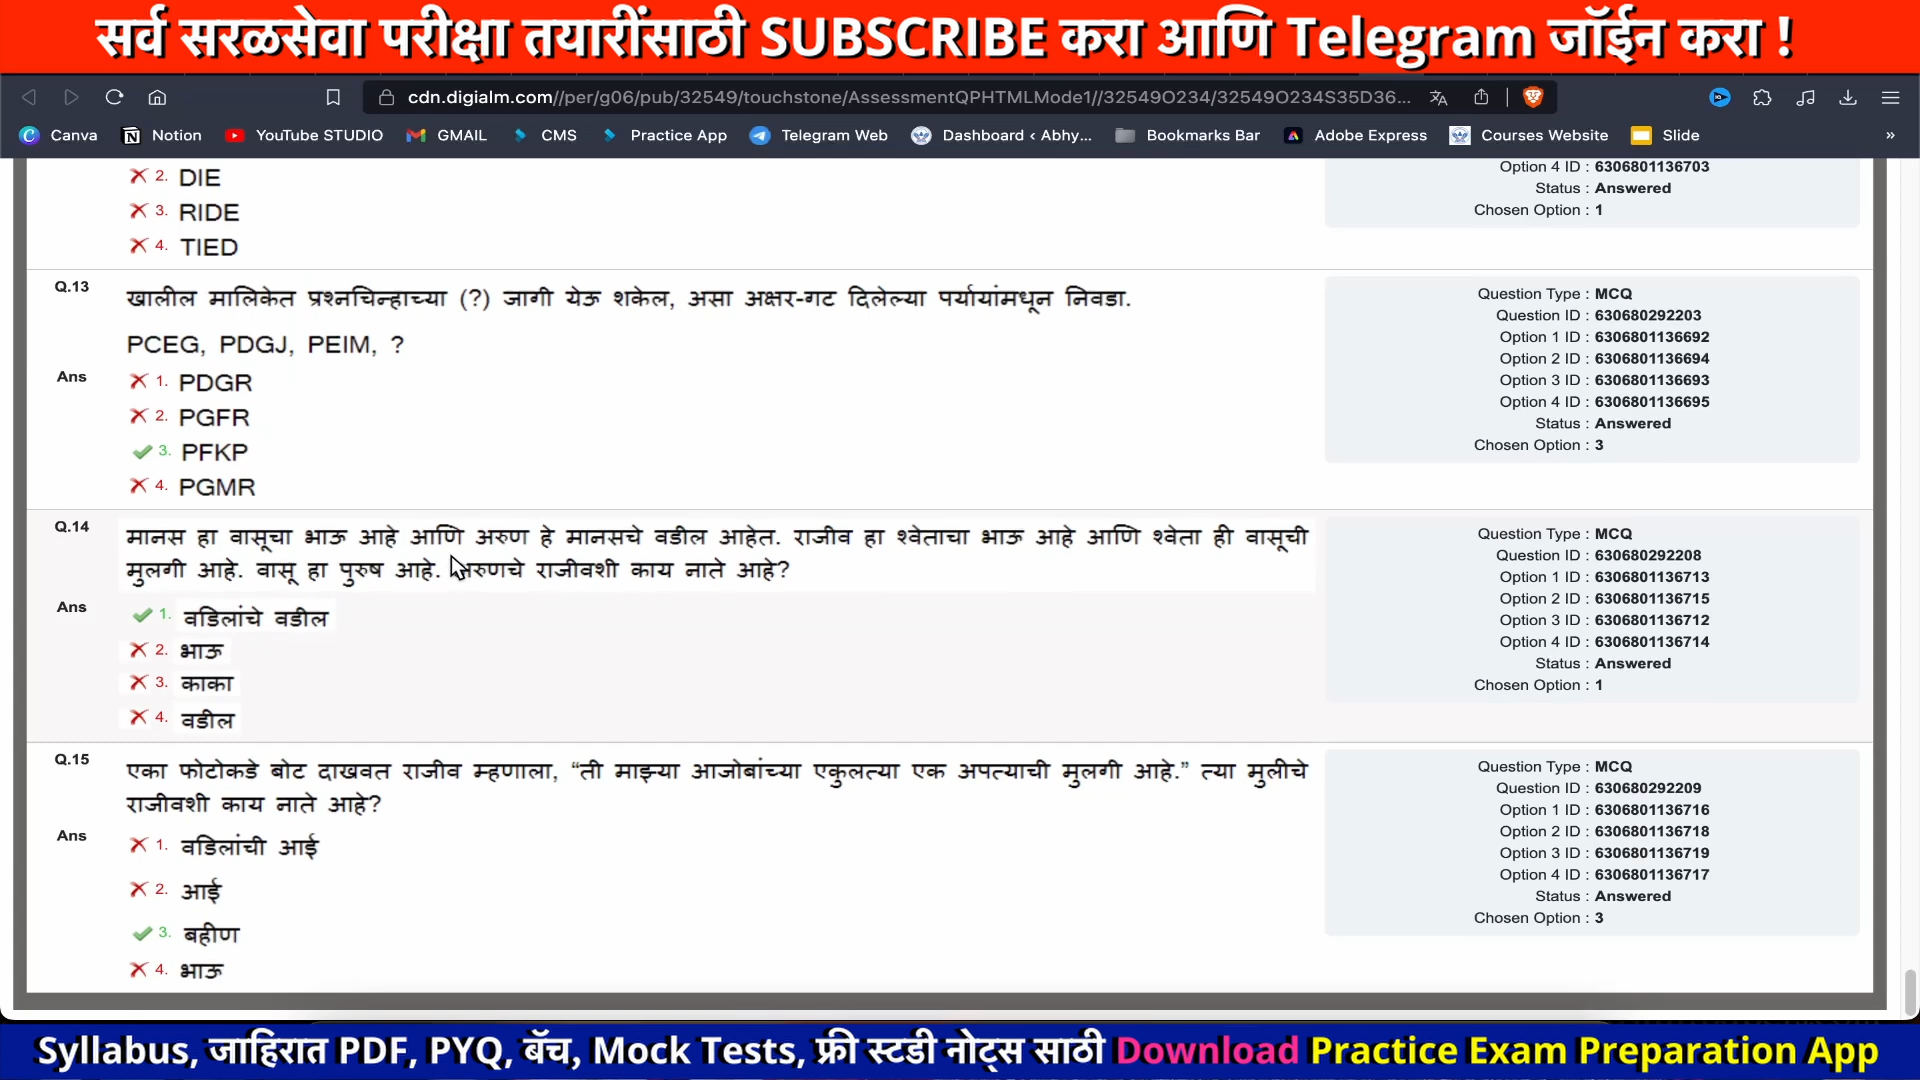 सर्व सरळसेवा परीक्षा तयारींसाठी SUBSCRIBE करा आणि Telegram जॉईन करा !
cdn.digialm.com//per/g06/pub/32549/touchstone/AssessmentQPHTMLMode1//32549O234/32549O234S35D36...
Canva Notion YouTube STUDIO GMAIL CMS Practice App Telegram Web Dashboard < Abhy... Bookmarks Bar Adobe Express Courses Website Slide »
2. DIE
3. RIDE
4. TIED
Option 4 ID : 6306801136703
Status : Answered
Chosen Option : 1
Q.13 खालील मालिकेत प्रश्नचिन्हाच्या (?) जागी येऊ शकेल, असा अक्षर-गट दिलेल्या पर्यायांमधून निवडा.
PCEG, PDGJ, PEIM, ?
Ans 1. PDGR
2. PGFR
3. PFKP
4. PGMR
Question Type : MCQ
Question ID : 630680292203
Option 1 ID : 6306801136692
Option 2 ID : 6306801136694
Option 3 ID : 6306801136693
Option 4 ID : 6306801136695
Status : Answered
Chosen Option : 3
Q.14 मानस हा वासूचा भाऊ आहे आणि अरुण हे मानसचे वडील आहेत. राजीव हा श्वेताचा भाऊ आहे आणि श्वेता ही वासूची
मुलगी आहे. वासू हा पुरुष आहे. अरुणचे राजीवशी काय नाते आहे?
Ans 1. वडिलांचे वडील
2. भाऊ
3. काका
4. वडील
Question Type : MCQ
Question ID : 630680292208
Option 1 ID : 6306801136713
Option 2 ID : 6306801136715
Option 3 ID : 6306801136712
Option 4 ID : 6306801136714
Status : Answered
Chosen Option : 1
Q.15 एका फोटोकडे बोट दाखवत राजीव म्हणाला, “ती माझ्या आजोबांच्या एकुलत्या एक अपत्याची मुलगी आहे.” त्या मुलीचे
राजीवशी काय नाते आहे?
Ans 1. वडिलांची आई
2. आई
3. बहीण
4. भाऊ
Question Type : MCQ
Question ID : 630680292209
Option 1 ID : 6306801136716
Option 2 ID : 6306801136718
Option 3 ID : 6306801136719
Option 4 ID : 6306801136717
Status : Answered
Chosen Option : 3
Syllabus, जाहिरात PDF, PYQ, बॅच, Mock Tests, फ्री स्टडी नोट्स साठी Download Practice Exam Preparation App